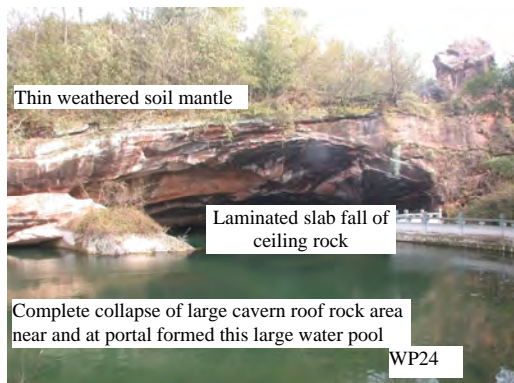 Thin weathered soil mantle
Laminated slab fall of
ceiling rock
Complete collapse of large cavern roof rock area
near and at portal formed this large water pool
WP24